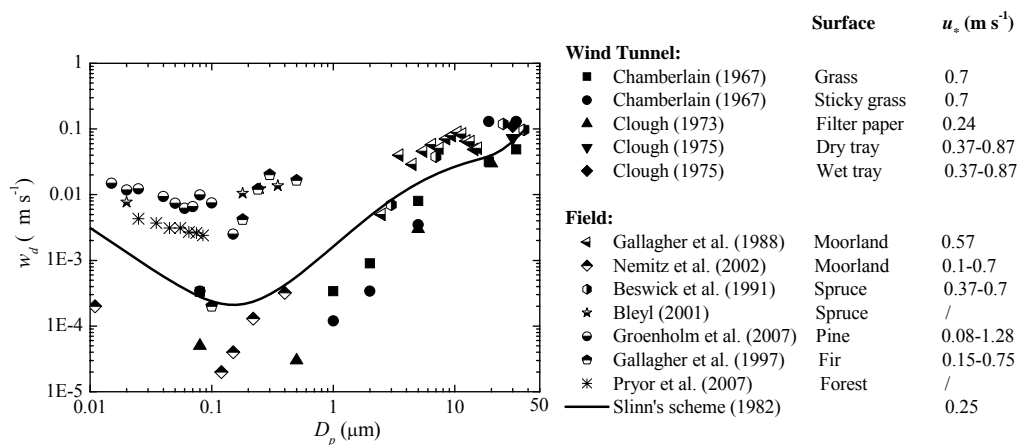 Surface u* (m s-1)
Wind Tunnel:
Chamberlain (1967) Grass 0.7
Chamberlain (1967) Sticky grass 0.7
Clough (1973) Filter paper 0.24
Clough (1975) Dry tray 0.37-0.87
Clough (1975) Wet tray 0.37-0.87
Field:
Gallagher et al. (1988) Moorland 0.57
Nemitz et al. (2002) Moorland 0.1-0.7
Beswick et al. (1991) Spruce 0.37-0.7
Bleyl (2001) Spruce /
Groenholm et al. (2007) Pine 0.08-1.28
Gallagher et al. (1997) Fir 0.15-0.75
Pryor et al. (2007) Forest /
Slinn's scheme (1982) 0.25
wd ( m s-1)
1
0.1
0.01
1E-3
1E-4
1E-5
0.01 0.1 1 10 50
Dp (μm)